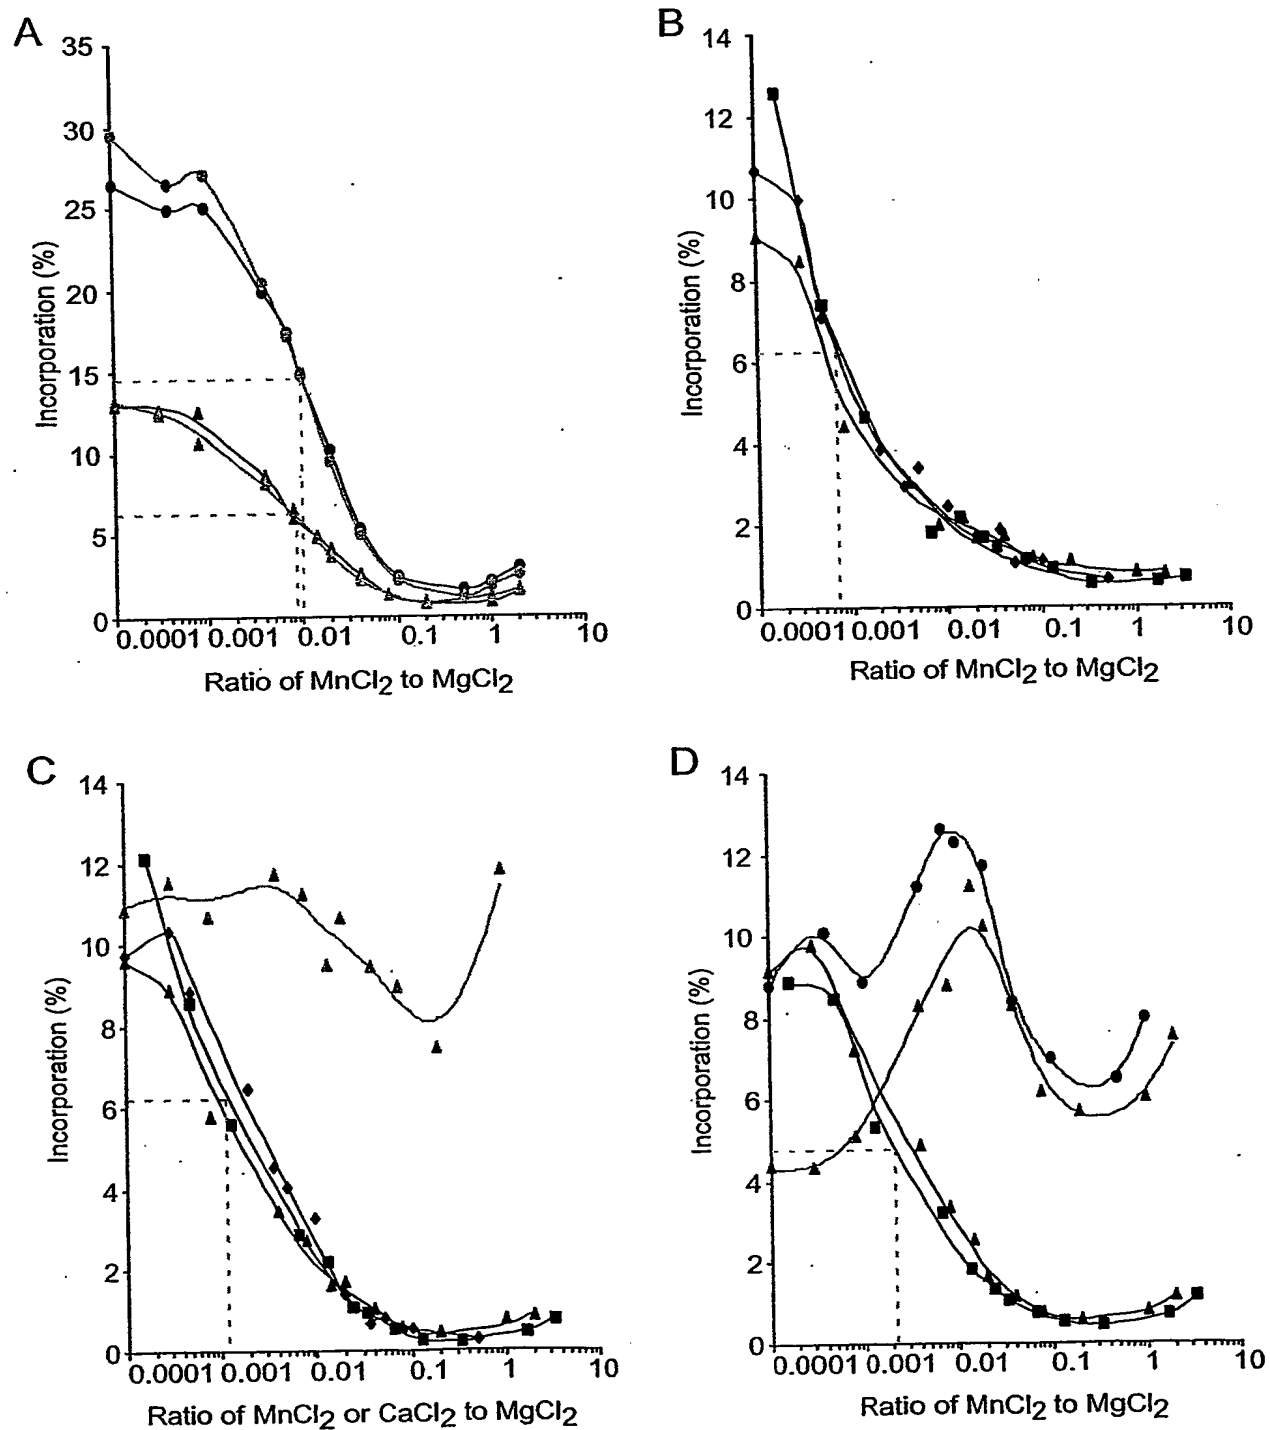 A
35
30
25
20
15
10
5
0
Incorporation (%)
0.0001 0.001 0.01 0.1 1 10
Ratio of MnCl2 to MgCl2
B
14
12
10
8
6
4
2
0
Incorporation (%)
0.0001 0.001 0.01 0.1 1 10
Ratio of MnCl2 to MgCl2
C
14
12
10
8
6
4
2
0
Incorporation (%)
0.0001 0.001 0.01 0.1 1 10
Ratio of MnCl2 or CaCl2 to MgCl2
D
14
12
10
8
6
4
2
0
Incorporation (%)
0.0001 0.001 0.01 0.1 1 10
Ratio of MnCl2 to MgCl2